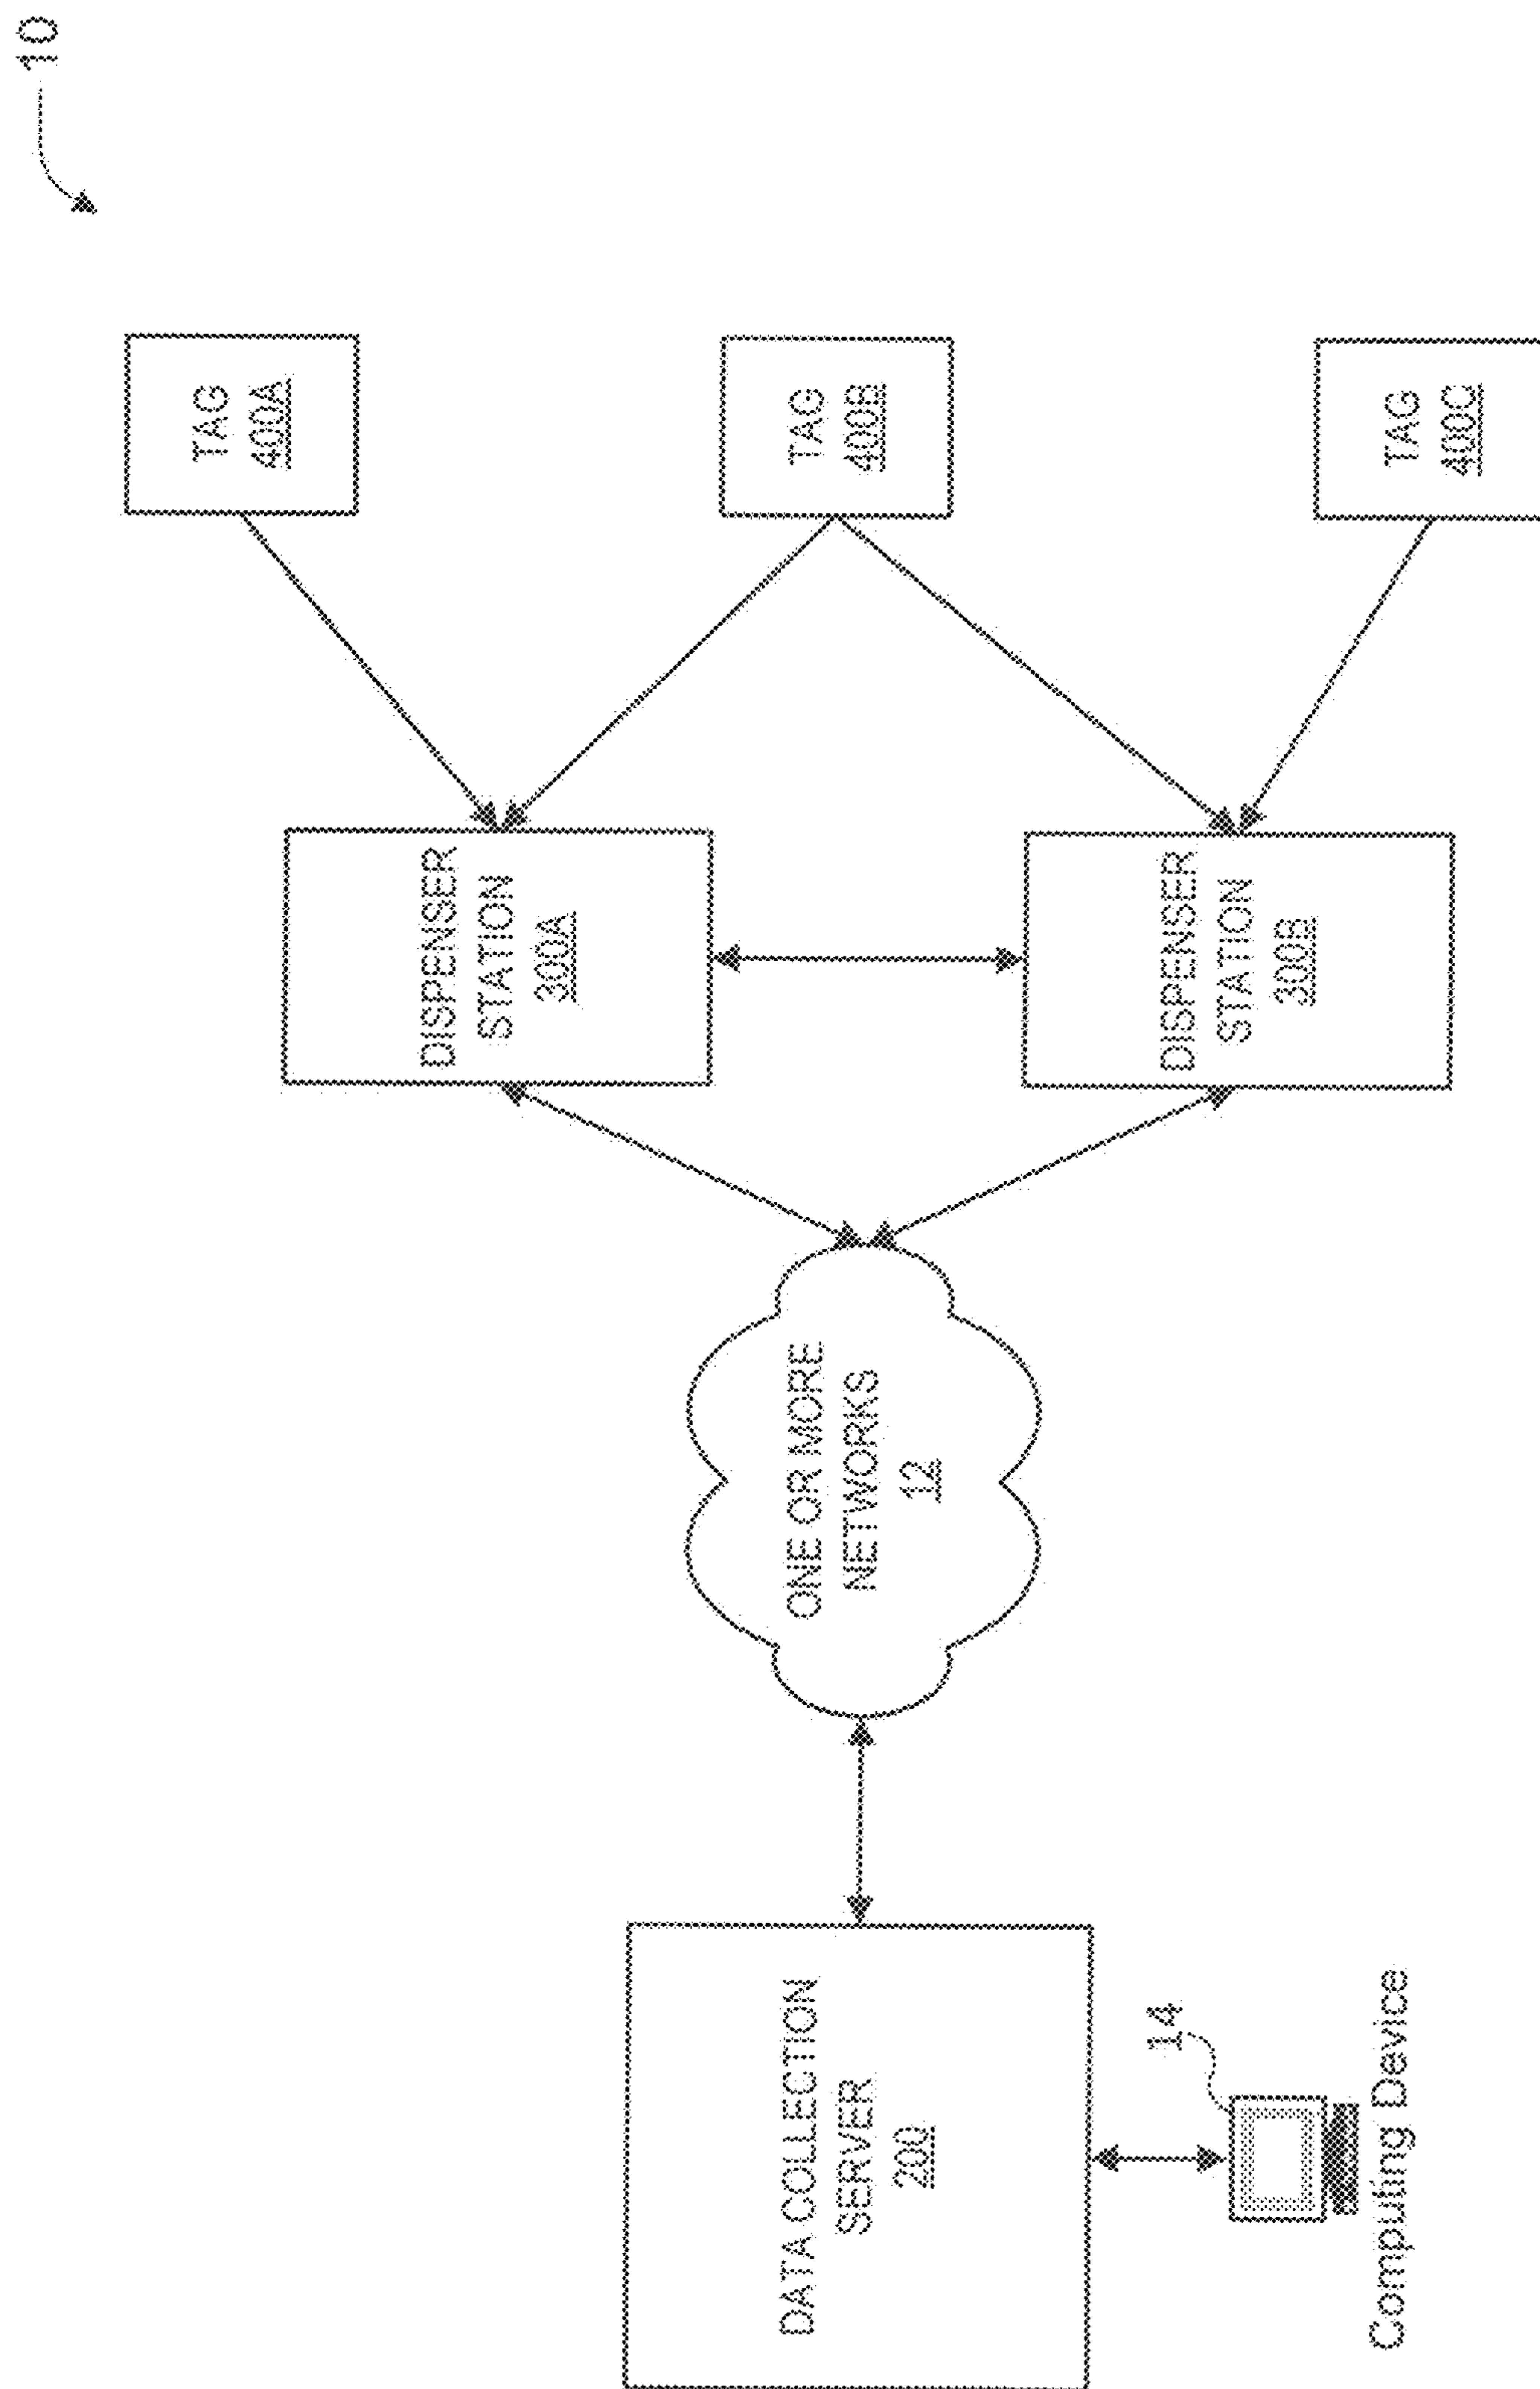 10
TAG
400A
TAG
400B
TAG
400C
DISPENSER
STATION
300A
DISPENSER
STATION
300B
ONE OR MORE
NETWORKS
12
DATA COLLECTION
SERVER
200
14
Computing Device